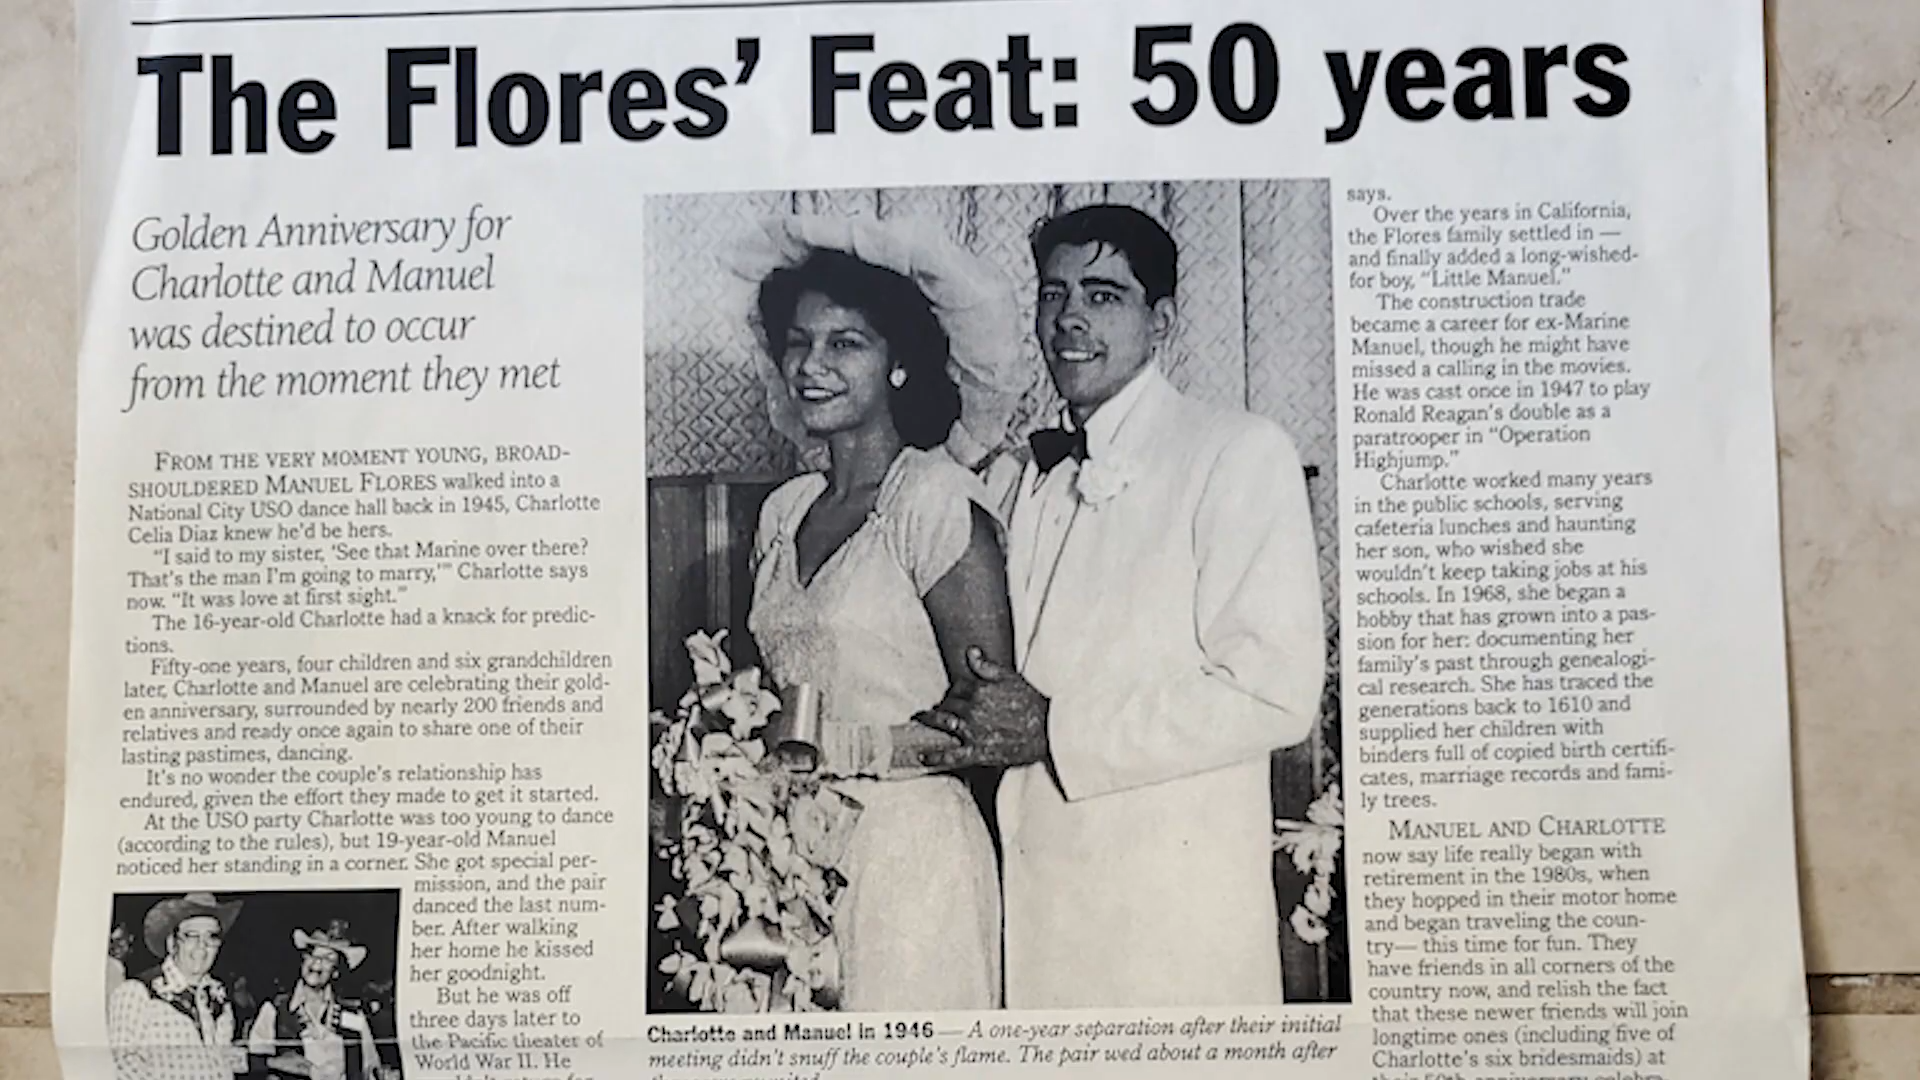 The Flores' Feat: 50 years
Golden Anniversary for
Charlotte and Manuel
was destined to occur
from the moment they met
FROM THE VERY MOMENT YOUNG, BROAD-
SHOULDERED MANUEL FLORES walked into a
National City USO dance hall back in 1945, Charlotte
Celia Diaz knew he'd be hers.
"I said to my sister, 'See that Marine over there?
That's the man I'm going to marry,'" Charlotte says
now. "It was love at first sight."
The 16-year-old Charlotte had a knack for predic-
tions.
Fifty-one years, four children and six grandchildren
later, Charlotte and Manuel are celebrating their gold-
en anniversary, surrounded by nearly 200 friends and
relatives and ready once again to share one of their
lasting pastimes, dancing.
It's no wonder the couple's relationship has
endured, given the effort they made to get it started.
At the USO party Charlotte was too young to dance
(according to the rules), but 19-year-old Manuel
noticed her standing in a corner. She got special per-
mission, and the pair
danced the last num-
ber. After walking
her home he kissed
her goodnight.
But he was off
three days later to
the Pacific theater of
World War II. He
Charlotte and Manuel in 1946 — A one-year separation after their initial
meeting didn't snuff the couple's flame. The pair wed about a month after
says.
Over the years in California,
the Flores family settled in —
and finally added a long-wished-
for boy, "Little Manuel."
The construction trade
became a career for ex-Marine
Manuel, though he might have
missed a calling in the movies.
He was cast once in 1947 to play
Ronald Reagan's double as a
paratrooper in "Operation
Highjump."
Charlotte worked many years
in the public schools, serving
cafeteria lunches and haunting
her son, who wished she
wouldn't keep taking jobs at his
schools. In 1968, she began a
hobby that has grown into a pas-
sion for her: documenting her
family's past through genealogi-
cal research. She has traced the
generations back to 1610 and
supplied her children with
binders full of copied birth certifi-
cates, marriage records and fami-
ly trees.
MANUEL AND CHARLOTTE
now say life really began with
retirement in the 1980s, when
they hopped in their motor home
and began traveling the coun-
try— this time for fun. They
have friends in all corners of the
country now, and relish the fact
that these newer friends will join
longtime ones (including five of
Charlotte's six bridesmaids) at